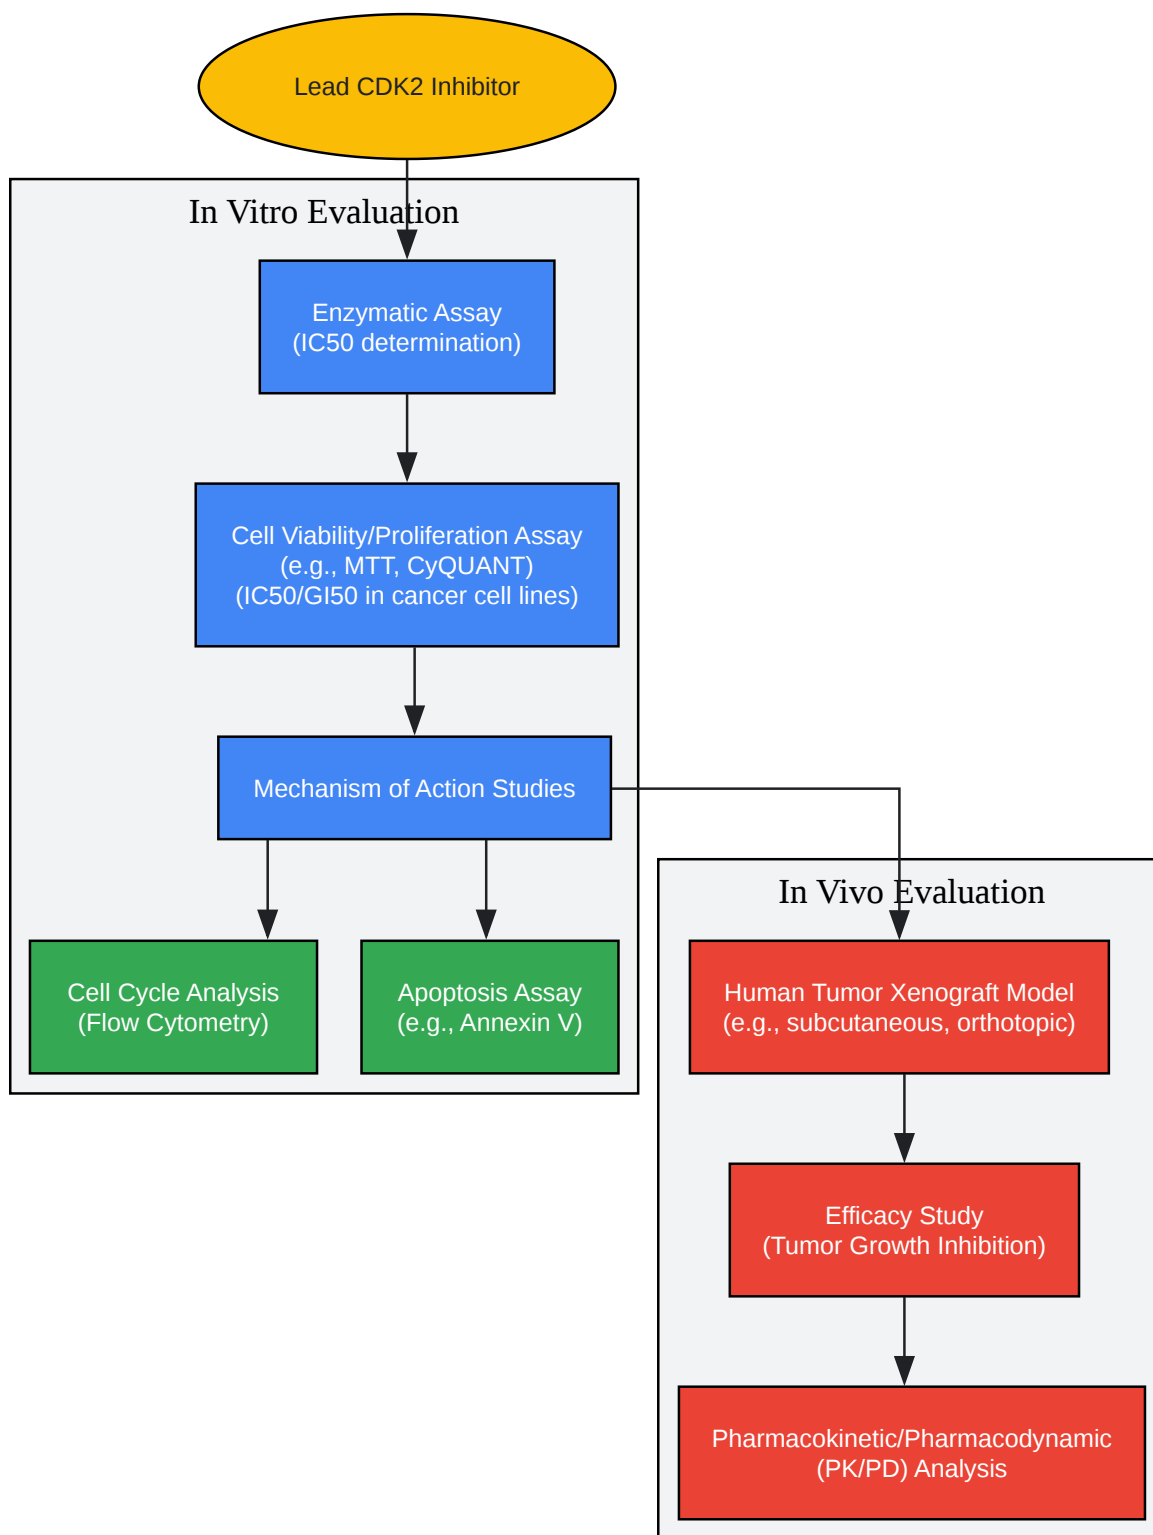 Lead CDK2 Inhibitor
In Vitro Evaluation
Enzymatic Assay
(IC50 determination)
Cell Viability/Proliferation Assay
(e.g., MTT, CyQUANT)
(IC50/GI50 in cancer cell lines)
Mechanism of Action Studies
Cell Cycle Analysis
(Flow Cytometry)
Apoptosis Assay
(e.g., Annexin V)
In Vivo Evaluation
Human Tumor Xenograft Model
(e.g., subcutaneous, orthotopic)
Efficacy Study
(Tumor Growth Inhibition)
Pharmacokinetic/Pharmacodynamic
(PK/PD) Analysis